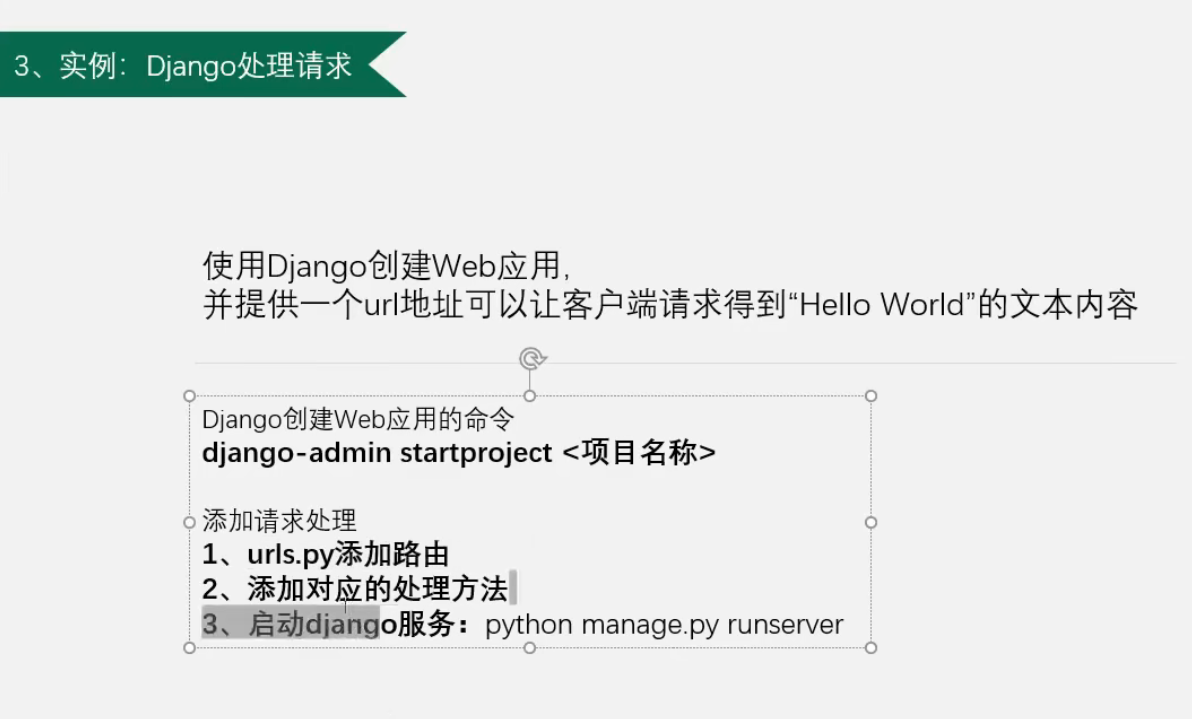 3、实例：Django处理请求
使用Django创建Web应用，
并提供一个url地址可以让客户端请求得到“Hello World”的文本内容
Django创建Web应用的命令
django-admin startproject <项目名称>
添加请求处理
1、urls.py添加路由
2、添加对应的处理方法
3、启动django服务：python manage.py runserver